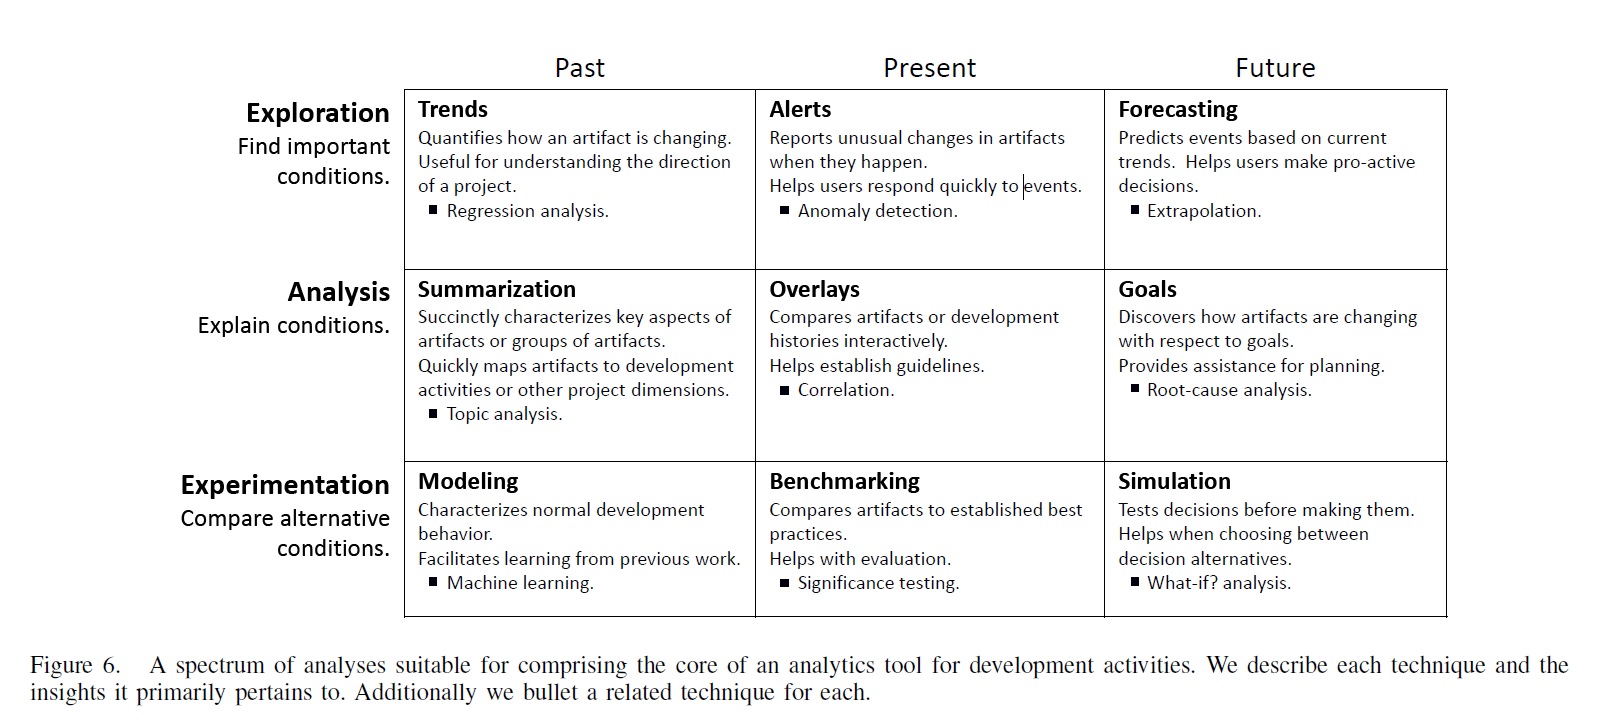 Past Present Future
Exploration
Find important
conditions.
Trends
Quantifies how an artifact is changing.
Useful for understanding the direction
of a project.
■ Regression analysis.
Alerts
Reports unusual changes in artifacts
when they happen.
Helps users respond quickly to events.
■ Anomaly detection.
Forecasting
Predicts events based on current
trends. Helps users make pro-active
decisions.
■ Extrapolation.
Analysis
Explain conditions.
Summarization
Succinctly characterizes key aspects of
artifacts or groups of artifacts.
Quickly maps artifacts to development
activities or other project dimensions.
■ Topic analysis.
Overlays
Compares artifacts or development
histories interactively.
Helps establish guidelines.
■ Correlation.
Goals
Discovers how artifacts are changing
with respect to goals.
Provides assistance for planning.
■ Root-cause analysis.
Experimentation
Compare alternative
conditions.
Modeling
Characterizes normal development
behavior.
Facilitates learning from previous work.
■ Machine learning.
Benchmarking
Compares artifacts to established best
practices.
Helps with evaluation.
■ Significance testing.
Simulation
Tests decisions before making them.
Helps when choosing between
decision alternatives.
■ What-if? analysis.
Figure 6. A spectrum of analyses suitable for comprising the core of an analytics tool for development activities. We describe each technique and the
insights it primarily pertains to. Additionally we bullet a related technique for each.